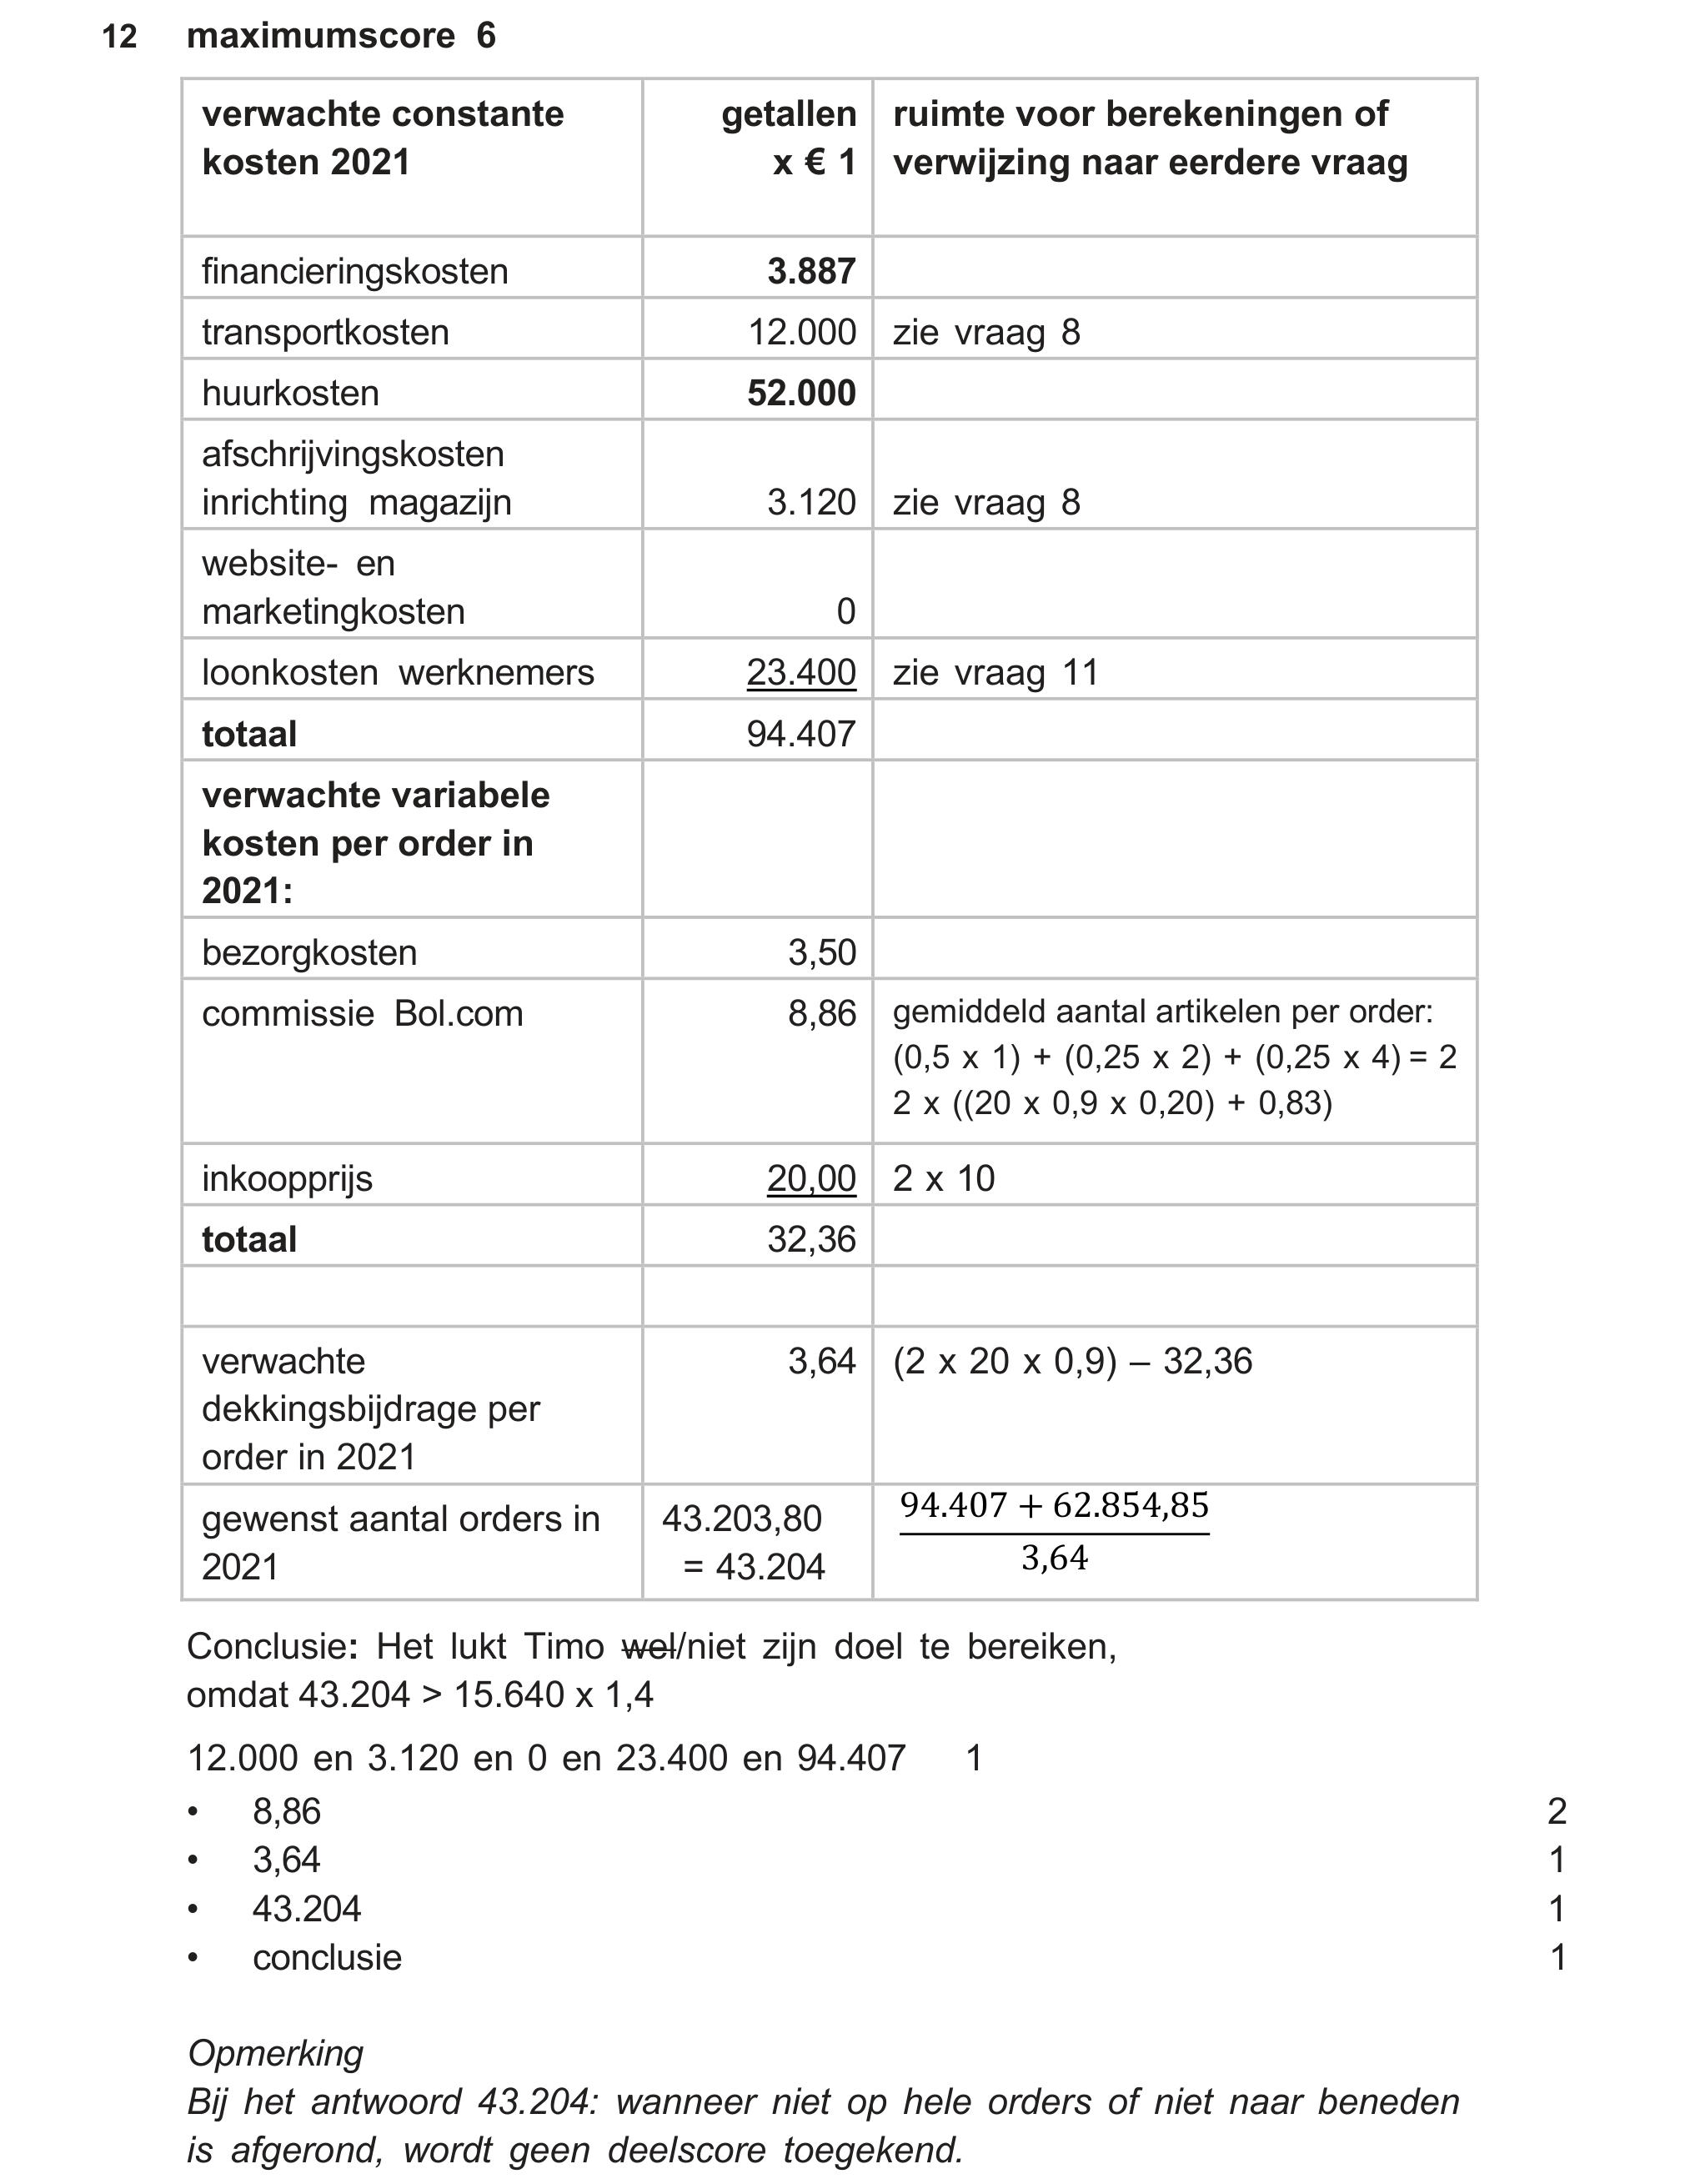 12 maximumscore 6
verwachte constante getallen ruimte voor berekeningen of
kosten 2021 x € 1 verwijzing naar eerdere vraag
financieringskosten 3.887
transportkosten 12.000 zie vraag 8
huurkosten 52.000
afschrijvingskosten
inrichting magazijn 3.120 zie vraag 8
website- en
marketingkosten 0
loonkosten werknemers 23.400 zie vraag 11
totaal 94.407
verwachte variabele
kosten per order in
2021:
bezorgkosten 3,50
commissie Bol.com 8,86 gemiddeld aantal artikelen per order:
(0,5 x 1) + (0,25 x 2) + (0,25 x 4) = 2
2 x ((20 x 0,9 x 0,20) + 0,83)
inkoopprijs 20,00 2 x 10
totaal 32,36
verwachte 3,64 (2 x 20 x 0,9) – 32,36
dekkingsbijdrage per
order in 2021
gewenst aantal orders in 43.203,80 94.407 + 62.854,85
2021 = 43.204 3,64
Conclusie: Het lukt Timo wel/niet zijn doel te bereiken,
omdat 43.204 > 15.640 x 1,4
12.000 en 3.120 en 0 en 23.400 en 94.407 1
• 8,86 2
• 3,64 1
• 43.204 1
• conclusie 1
Opmerking
Bij het antwoord 43.204: wanneer niet op hele orders of niet naar beneden
is afgerond, wordt geen deelscore toegekend.